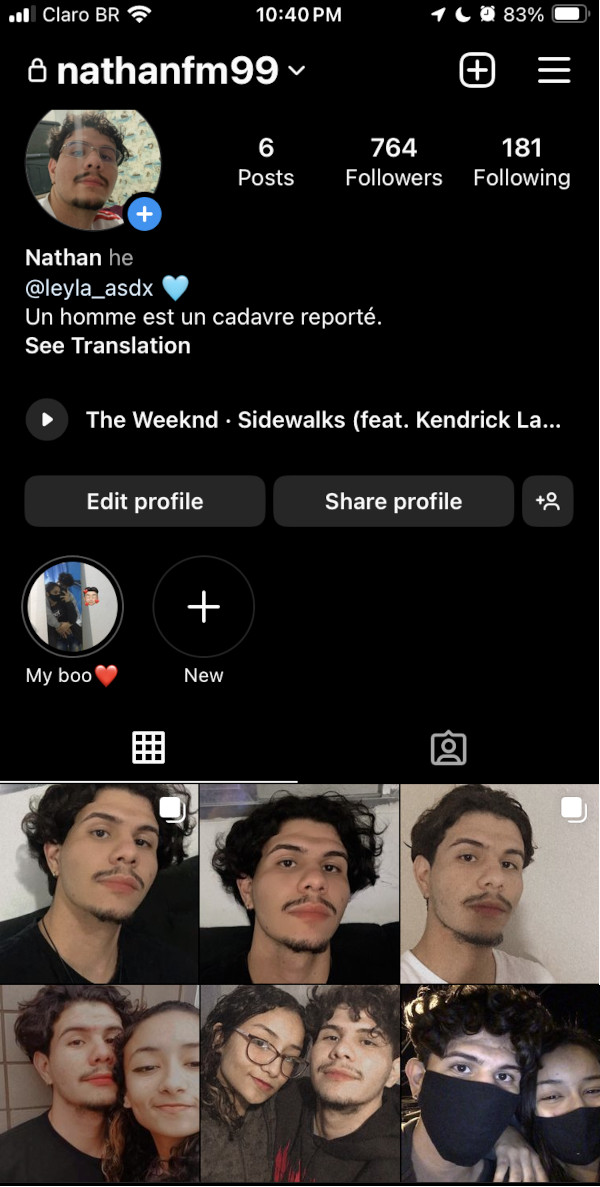 Claro BR 10:40 PM 83%
nathanfm99
6 764 181
Posts Followers Following
Nathan he
@leyla_asdx 🩵
Un homme est un cadavre reporté.
See Translation
The Weeknd · Sidewalks (feat. Kendrick La...
Edit profile Share profile
My boo❤️ New